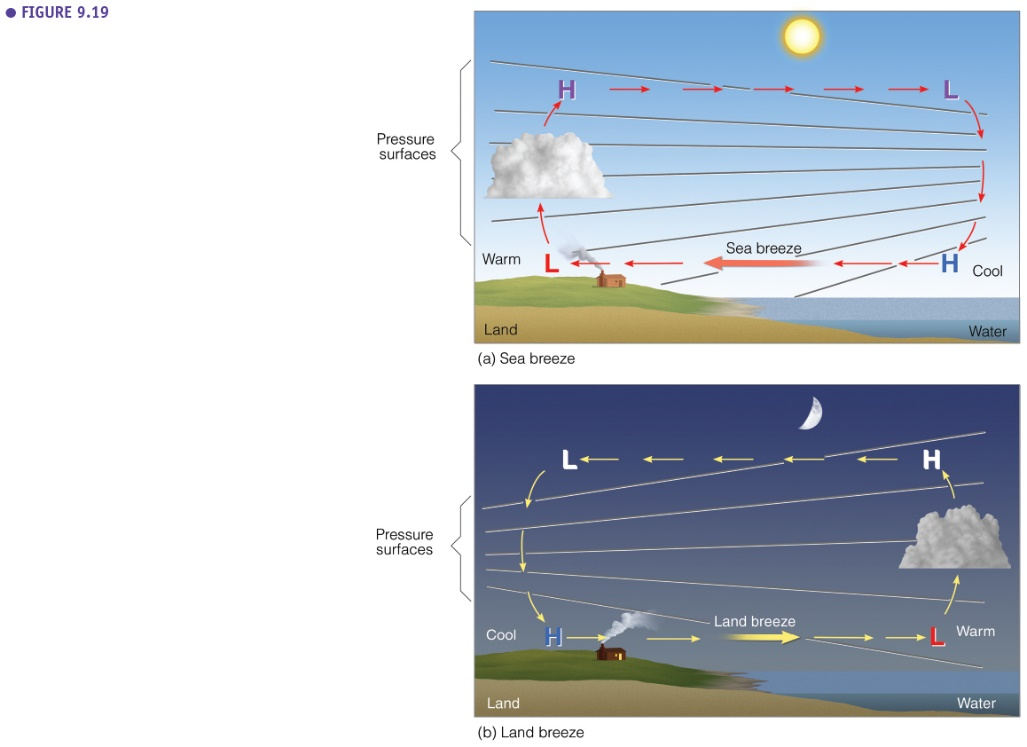 ● FIGURE 9.19
H
L
Pressure
surfaces
Sea breeze
Warm
L
H
Cool
Land
Water
(a) Sea breeze
L
H
Pressure
surfaces
Land breeze
Cool
H
L
Warm
Land
Water
(b) Land breeze